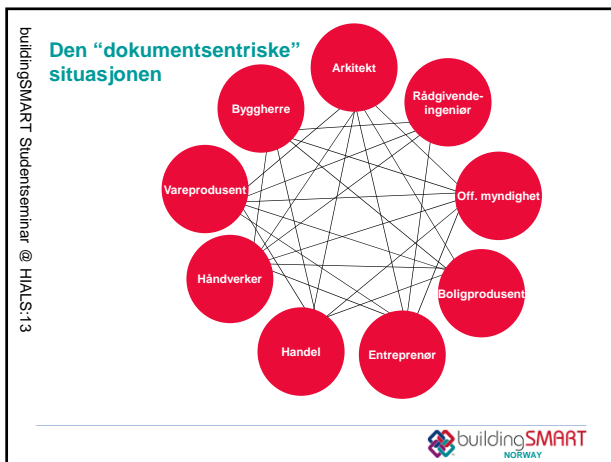 Den “dokumentsentriske”
situasjonen
buildingSMART Studentseminar @ HIALS:13
Arkitekt
Rådgivende-
ingeniør
Byggherre
Vareprodusent
Off. myndighet
Håndverker
Boligprodusent
Handel
Entreprenør
buildingSMART
NORWAY